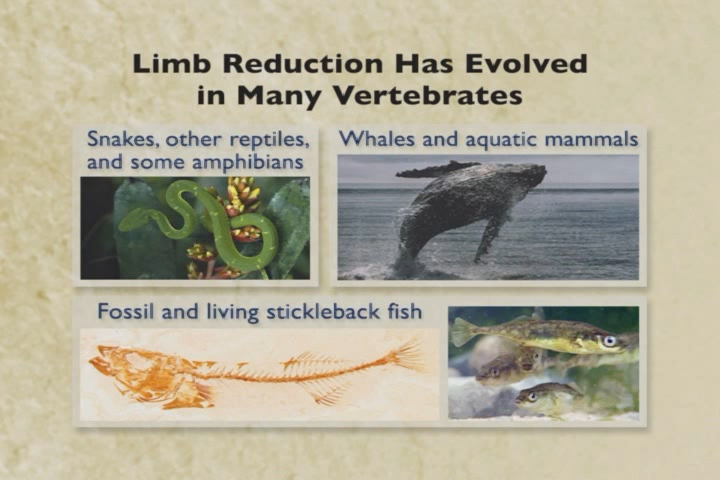 Limb Reduction Has Evolved
in Many Vertebrates
Snakes, other reptiles,
and some amphibians
Whales and aquatic mammals
Fossil and living stickleback fish